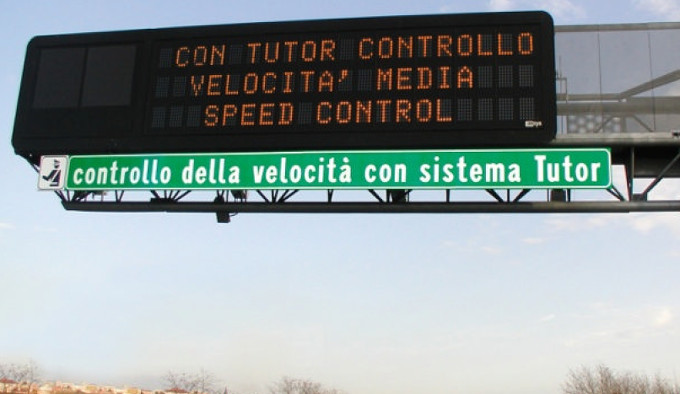 CON TUTOR CONTROLLO
VELOCITA' MEDIA
SPEED CONTROL
controllo della velocità con sistema Tutor